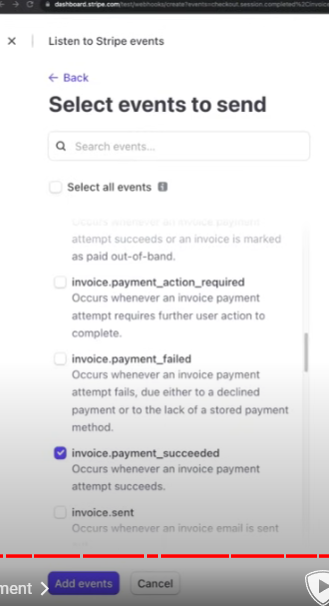 dashboard.stripe.com/test/webhooks/create?events=checkout.session.completed%2Cinvoice
Listen to Stripe events
← Back
Select events to send
Search events...
Select all events
Occurs whenever an invoice payment
attempt succeeds or an invoice is marked
as paid out-of-band.
invoice.payment_action_required
Occurs whenever an invoice payment
attempt requires further user action to
complete.
invoice.payment_failed
Occurs whenever an invoice payment
attempt fails, due either to a declined
payment or to the lack of a stored payment
method.
invoice.payment_succeeded
Occurs whenever an invoice payment
attempt succeeds.
invoice.sent
Occurs whenever an invoice email is sent
ment
Add events
Cancel